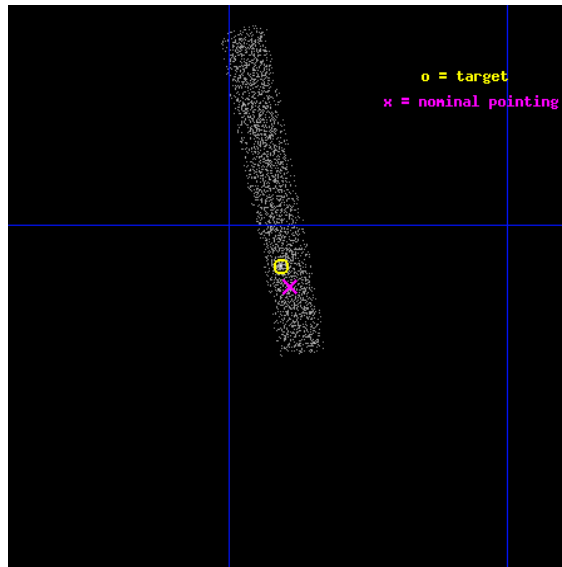 o = target
x = nominal pointing